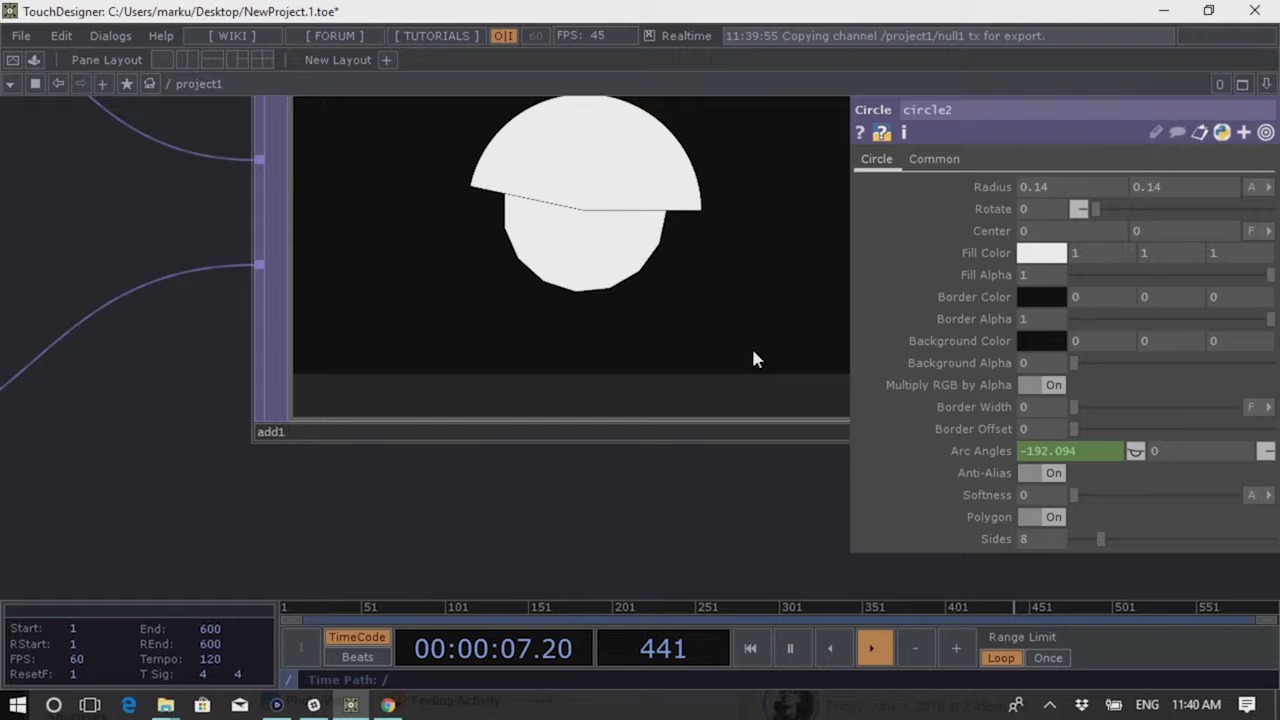 TouchDesigner: C:/Users/marku/Desktop/NewProject.1.toe*
File Edit Dialogs Help [ WIKI ] [ FORUM ] [ TUTORIALS ] O|I 60 FPS: 45 Realtime 11:39:55 Copying channel /project1/null1 tx for export.
Pane Layout New Layout +
/ project1 0
Circle circle2
? ? i
Circle Common
Radius 0.14 0.14 A
Rotate 0
Center 0 0 F
Fill Color 1 1 1
Fill Alpha 1
Border Color 0 0 0
Border Alpha 1
Background Color 0 0 0
Background Alpha 0
Multiply RGB by Alpha On
Border Width 0 F
Border Offset 0
Arc Angles -192.094 0
Anti-Alias On
Softness 0 A
Polygon On
Sides 8
add1
1 51 101 151 201 251 301 351 401 451 501 551
Start: 1 End: 600
RStart: 1 REnd: 600
FPS: 60 Tempo: 120
ResetF: 1 T Sig: 4 4
1 TimeCode
Beats
00:00:07.20 441
- +
Range Limit
Loop Once
/ Time Path: /
Feeling/Activity
ENG 11:40 AM